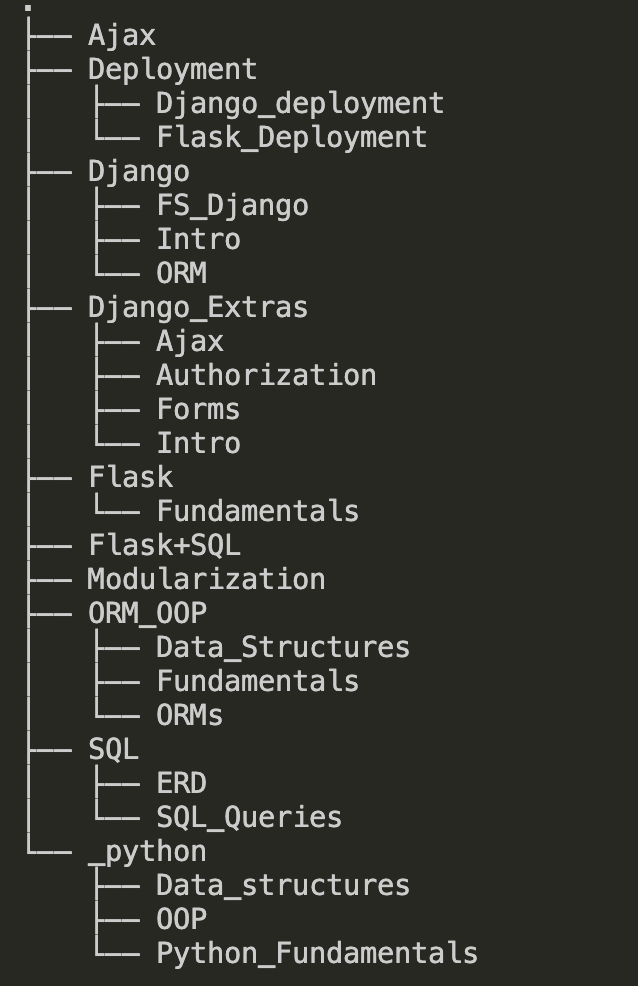 .
├── Ajax
├── Deployment
│   ├── Django_deployment
│   └── Flask_Deployment
├── Django
│   ├── FS_Django
│   ├── Intro
│   └── ORM
├── Django_Extras
│   ├── Ajax
│   ├── Authorization
│   ├── Forms
│   └── Intro
├── Flask
│   └── Fundamentals
├── Flask+SQL
├── Modularization
├── ORM_OOP
│   ├── Data_Structures
│   ├── Fundamentals
│   └── ORMs
├── SQL
│   ├── ERD
│   └── SQL_Queries
└── _python
    ├── Data_structures
    ├── OOP
    └── Python_Fundamentals